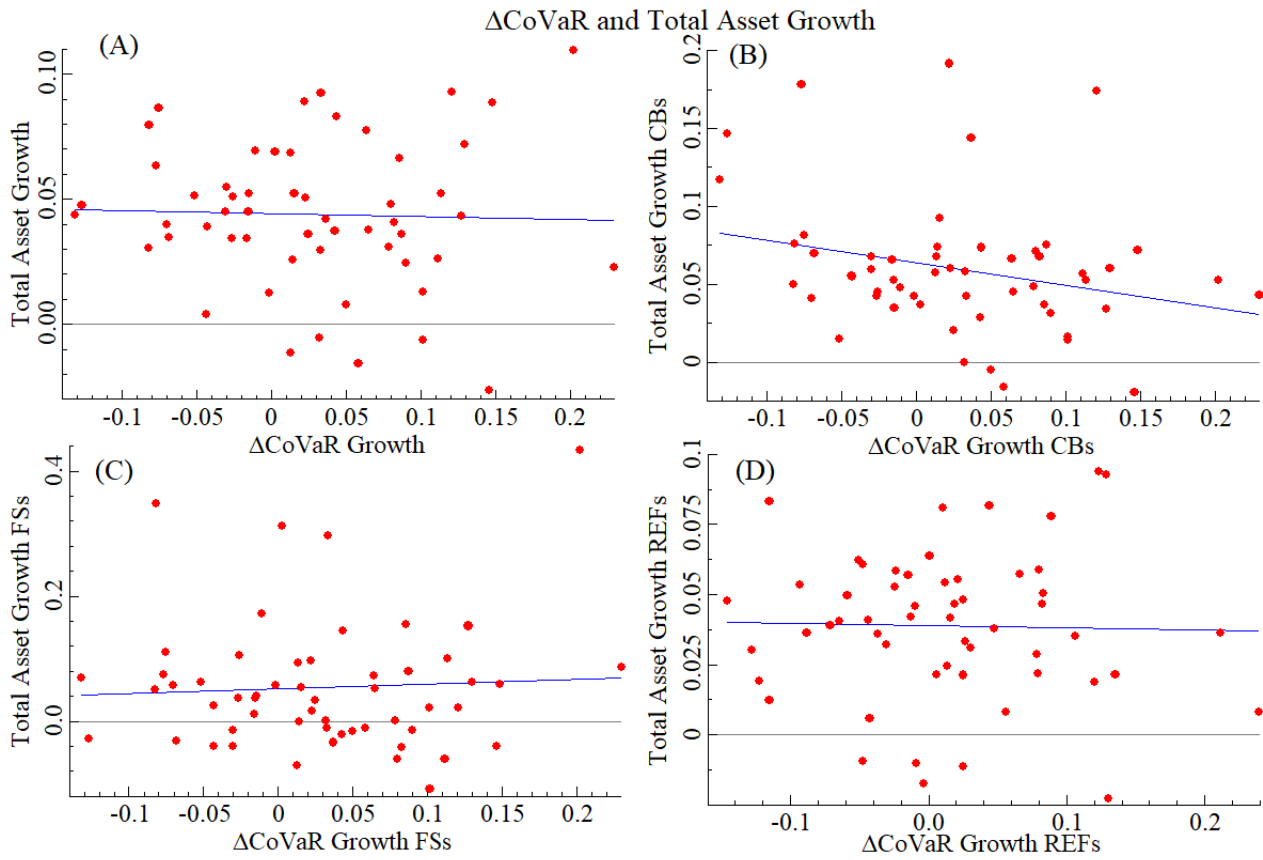 ΔCoVaR and Total Asset Growth
(A)
Total Asset Growth
0.10
0.05
0.00
-0.1 -0.05 0 0.05 0.1 0.15 0.2
ΔCoVaR Growth
(B)
Total Asset Growth CBs
0.2
0.15
0.1
0.05
0
-0.1 -0.05 0 0.05 0.1 0.15 0.2
ΔCoVaR Growth CBs
(C)
Total Asset Growth FSs
0.4
0.2
0.0
-0.1 -0.05 0 0.05 0.1 0.15 0.2
ΔCoVaR Growth FSs
(D)
Total Asset Growth REFs
0.1
0.075
0.05
0.025
0
-0.1 0.0 0.1 0.2
ΔCoVaR Growth REFs